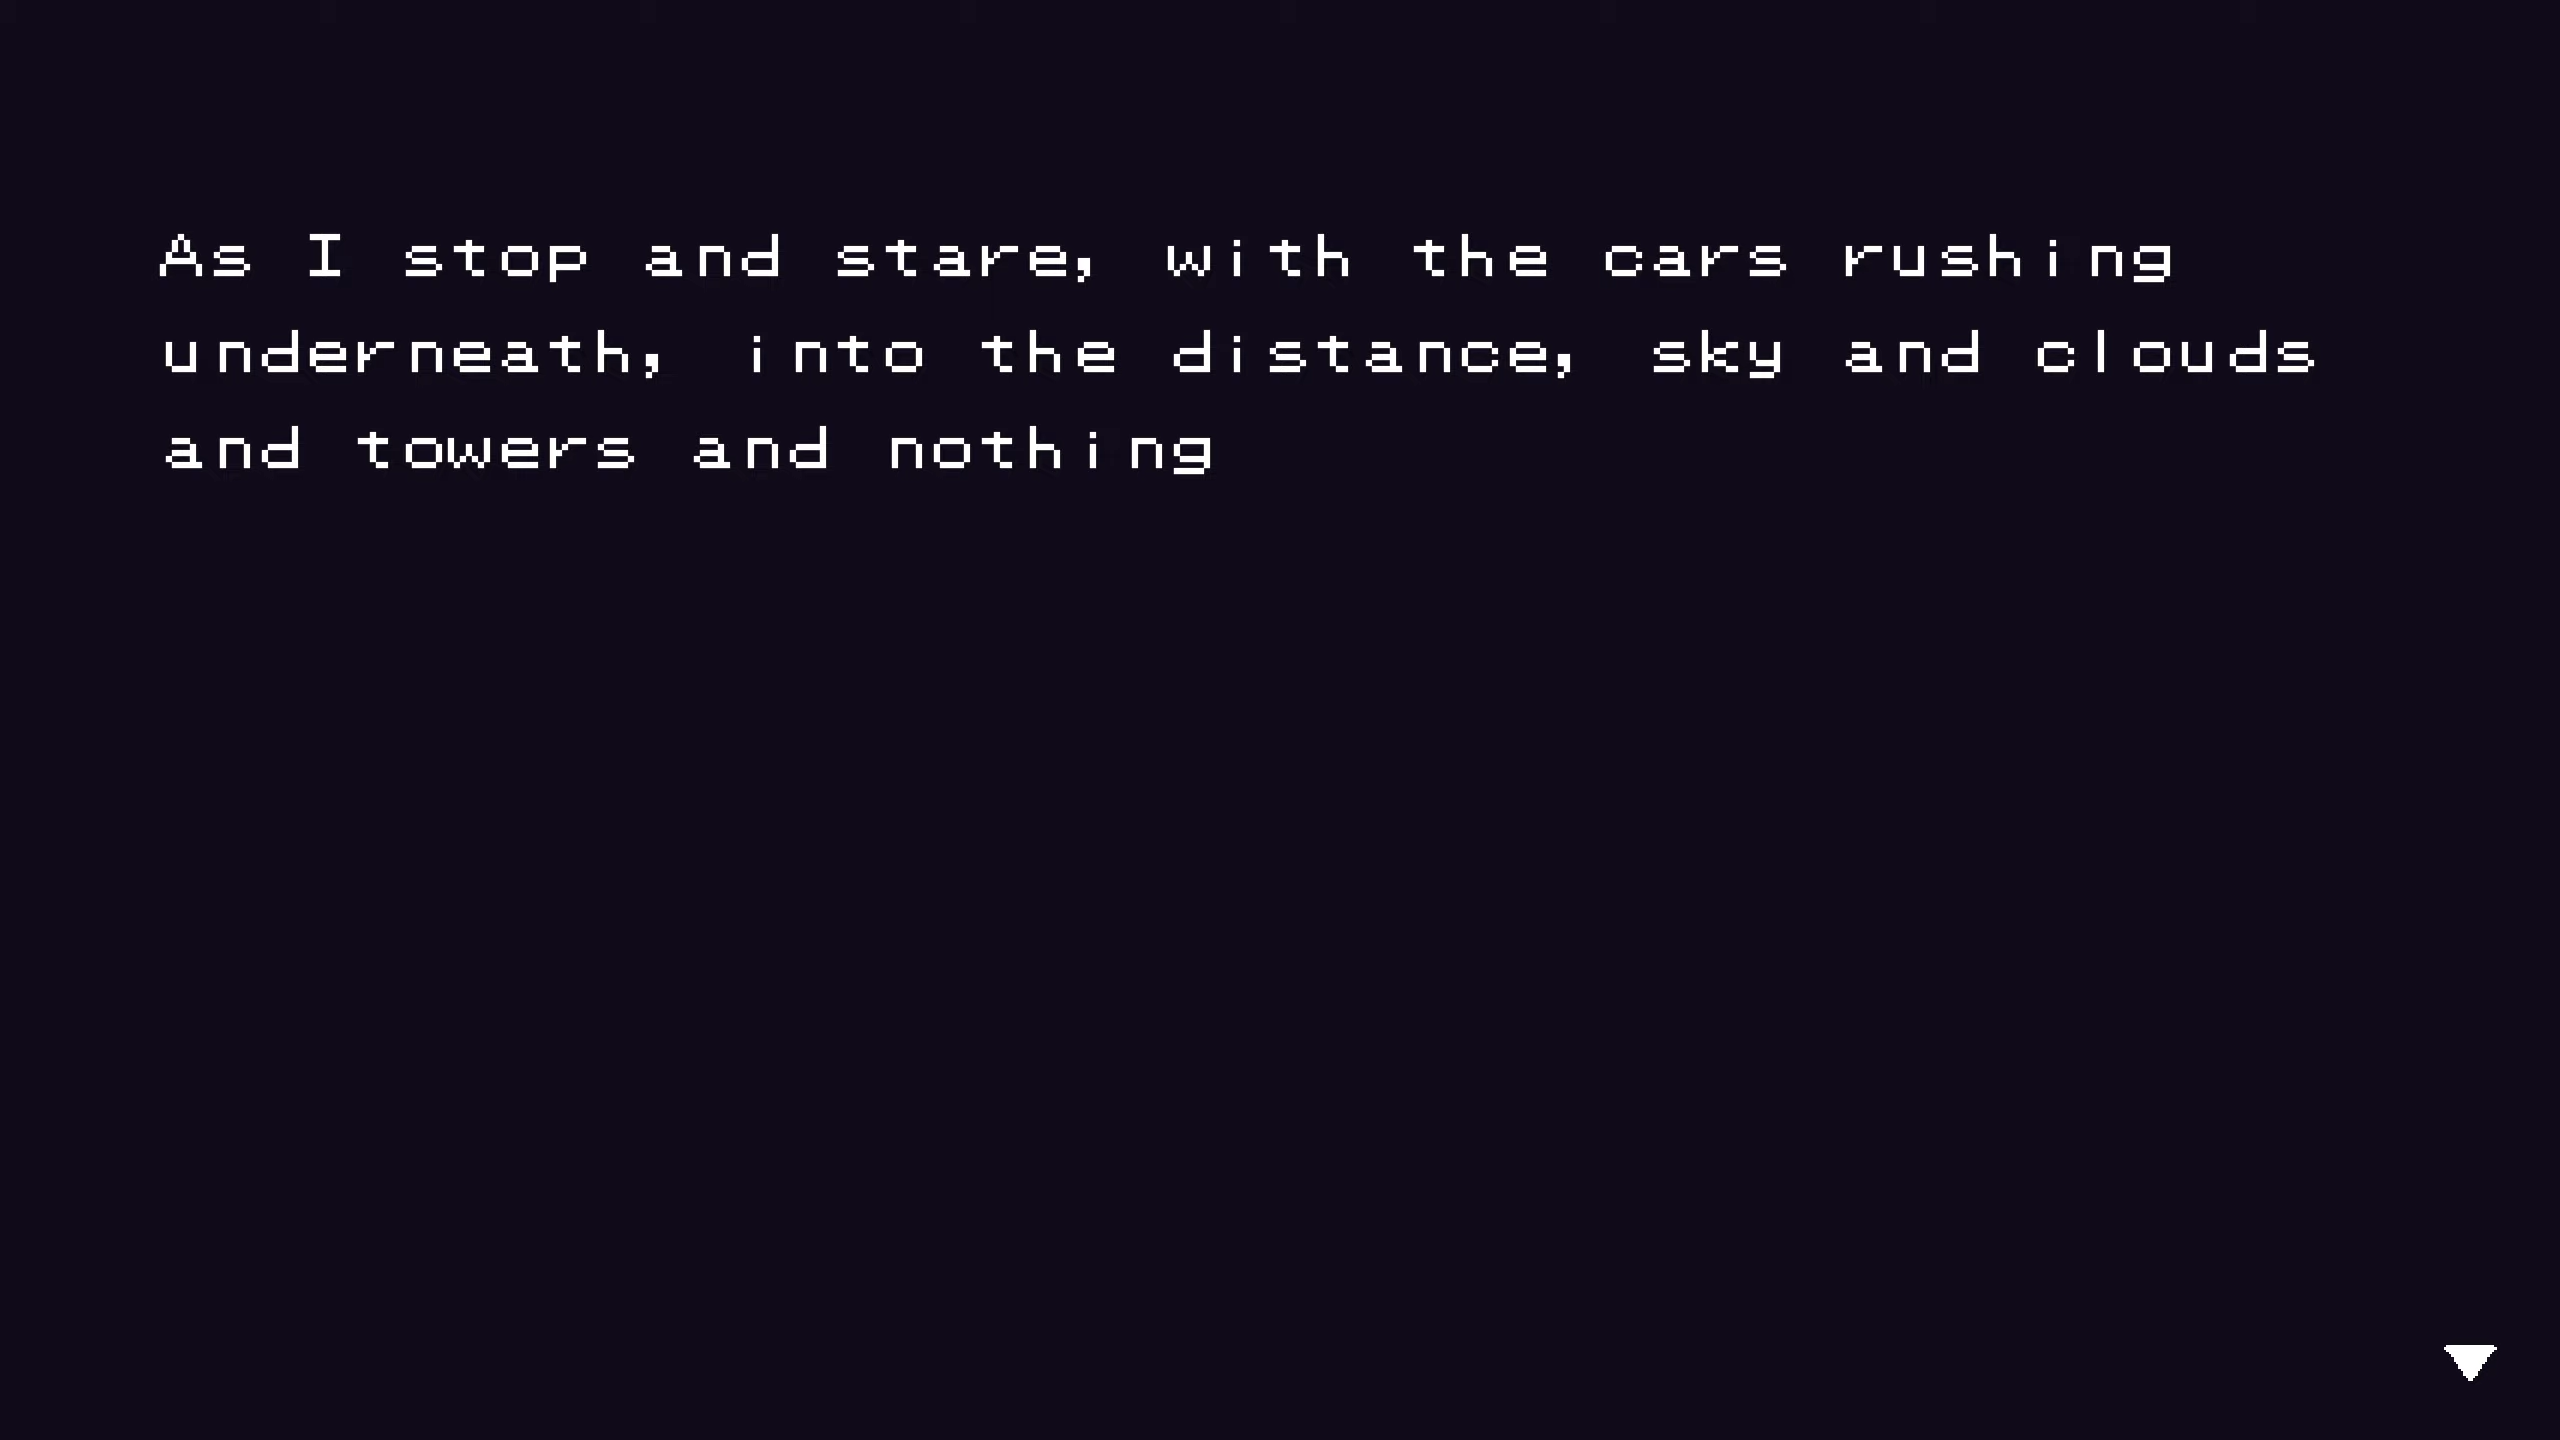 As I stop and stare, with the cars rushing
underneath, into the distance, sky and clouds
and towers and nothing